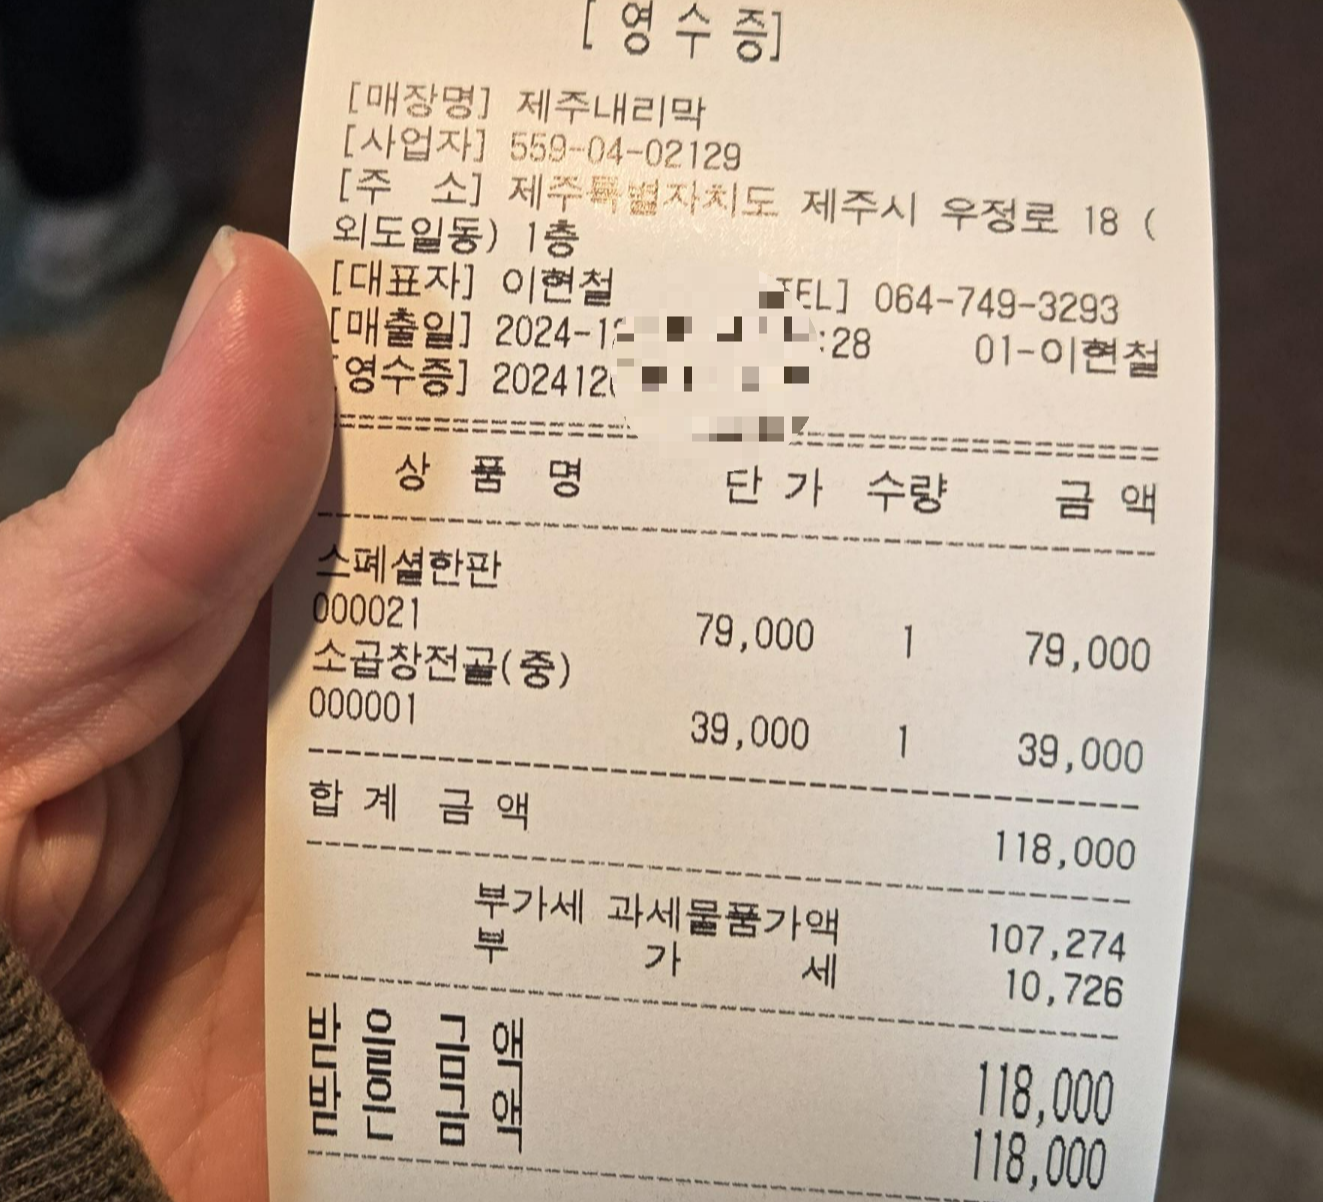 [ 영 수 증]
[매장명] 제주내리막
[사업자] 559-04-02129
[주 소] 제주특별자치도 제주시 우정로 18 (
외도일동) 1층
[대표자] 이현철 TEL] 064-749-3293
[매출일] 2024-12 :28 01-이현철
[영수증] 202412
상 품 명 단 가 수량 금 액
스페셜한판
000021 79,000 1 79,000
소곱창전골(중)
000001 39,000 1 39,000
합 계 금 액 118,000
부가세 과세물품가액 107,274
부 가 세 10,726
받 을 금 액 118,000
받 은 금 액 118,000